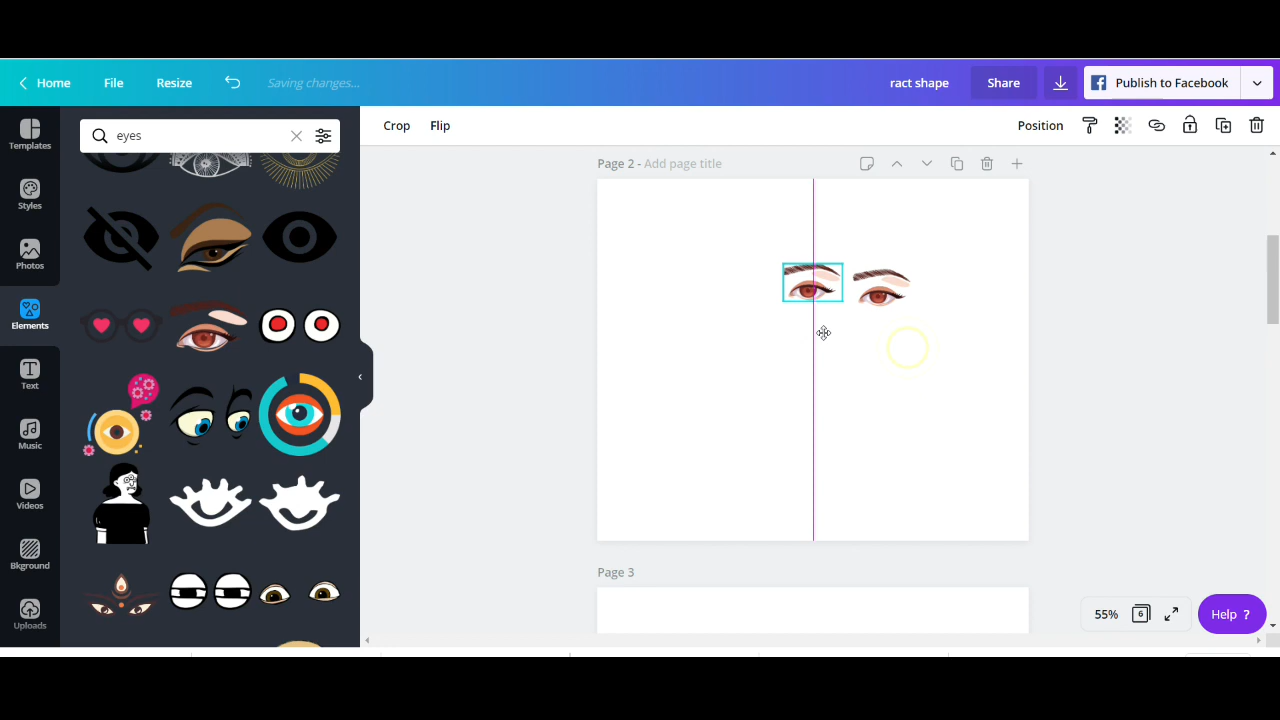 Home File Resize Saving changes... ract shape Share Publish to Facebook
Templates
Styles
Photos
Elements
Text
Music
Videos
Bkground
Uploads
eyes
Crop Flip Position
Page 2 - Add page title
Page 3
55% 6 Help ?